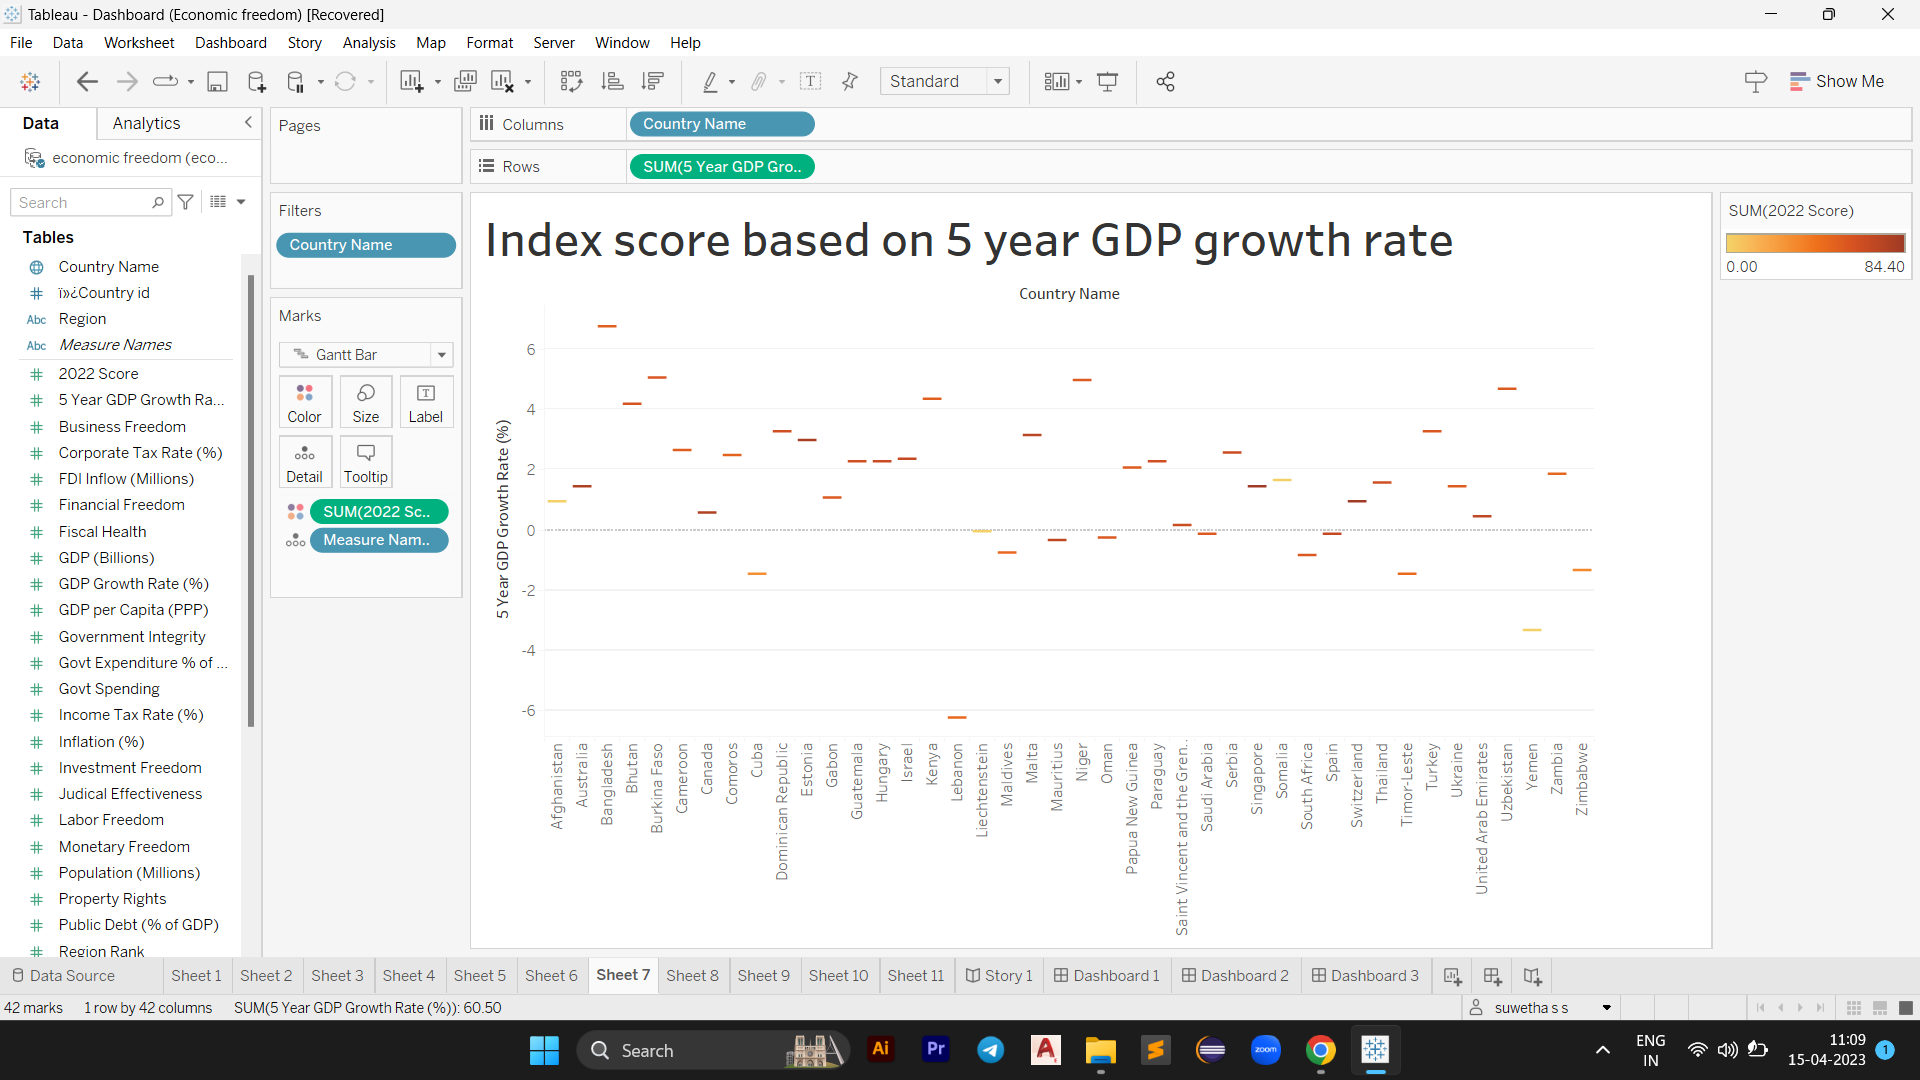 Tableau - Dashboard (Economic freedom) [Recovered]
File Data Worksheet Dashboard Story Analysis Map Format Server Window Help
Standard
Show Me
Data Analytics
economic freedom (eco...
Search
Tables
Country Name
ï»¿Country id
Region
Measure Names
2022 Score
5 Year GDP Growth Ra...
Business Freedom
Corporate Tax Rate (%)
FDI Inflow (Millions)
Financial Freedom
Fiscal Health
GDP (Billions)
GDP Growth Rate (%)
GDP per Capita (PPP)
Government Integrity
Govt Expenditure % of ...
Govt Spending
Income Tax Rate (%)
Inflation (%)
Investment Freedom
Judical Effectiveness
Labor Freedom
Monetary Freedom
Population (Millions)
Property Rights
Public Debt (% of GDP)
Region Rank
Pages
Filters
Country Name
Marks
Gantt Bar
Color Size Label
Detail Tooltip
SUM(2022 Sc..
Measure Nam..
Columns Country Name
Rows SUM(5 Year GDP Gro..
Index score based on 5 year GDP growth rate
Country Name
5 Year GDP Growth Rate (%)
6
4
2
0
-2
-4
-6
Afghanistan
Australia
Bangladesh
Bhutan
Burkina Faso
Cameroon
Canada
Comoros
Cuba
Dominican Republic
Estonia
Gabon
Guatemala
Hungary
Israel
Kenya
Lebanon
Liechtenstein
Maldives
Malta
Mauritius
Niger
Oman
Papua New Guinea
Paraguay
Saint Vincent and the Gren..
Saudi Arabia
Serbia
Singapore
Somalia
South Africa
Spain
Switzerland
Thailand
Timor-Leste
Turkey
Ukraine
United Arab Emirates
Uzbekistan
Yemen
Zambia
Zimbabwe
SUM(2022 Score)
0.00 84.40
Data Source Sheet 1 Sheet 2 Sheet 3 Sheet 4 Sheet 5 Sheet 6 Sheet 7 Sheet 8 Sheet 9 Sheet 10 Sheet 11 Story 1 Dashboard 1 Dashboard 2 Dashboard 3
42 marks 1 row by 42 columns SUM(5 Year GDP Growth Rate (%)): 60.50
suwetha s s
Search
Ai
Pr
zoom
ENG
IN
11:09
15-04-2023
1